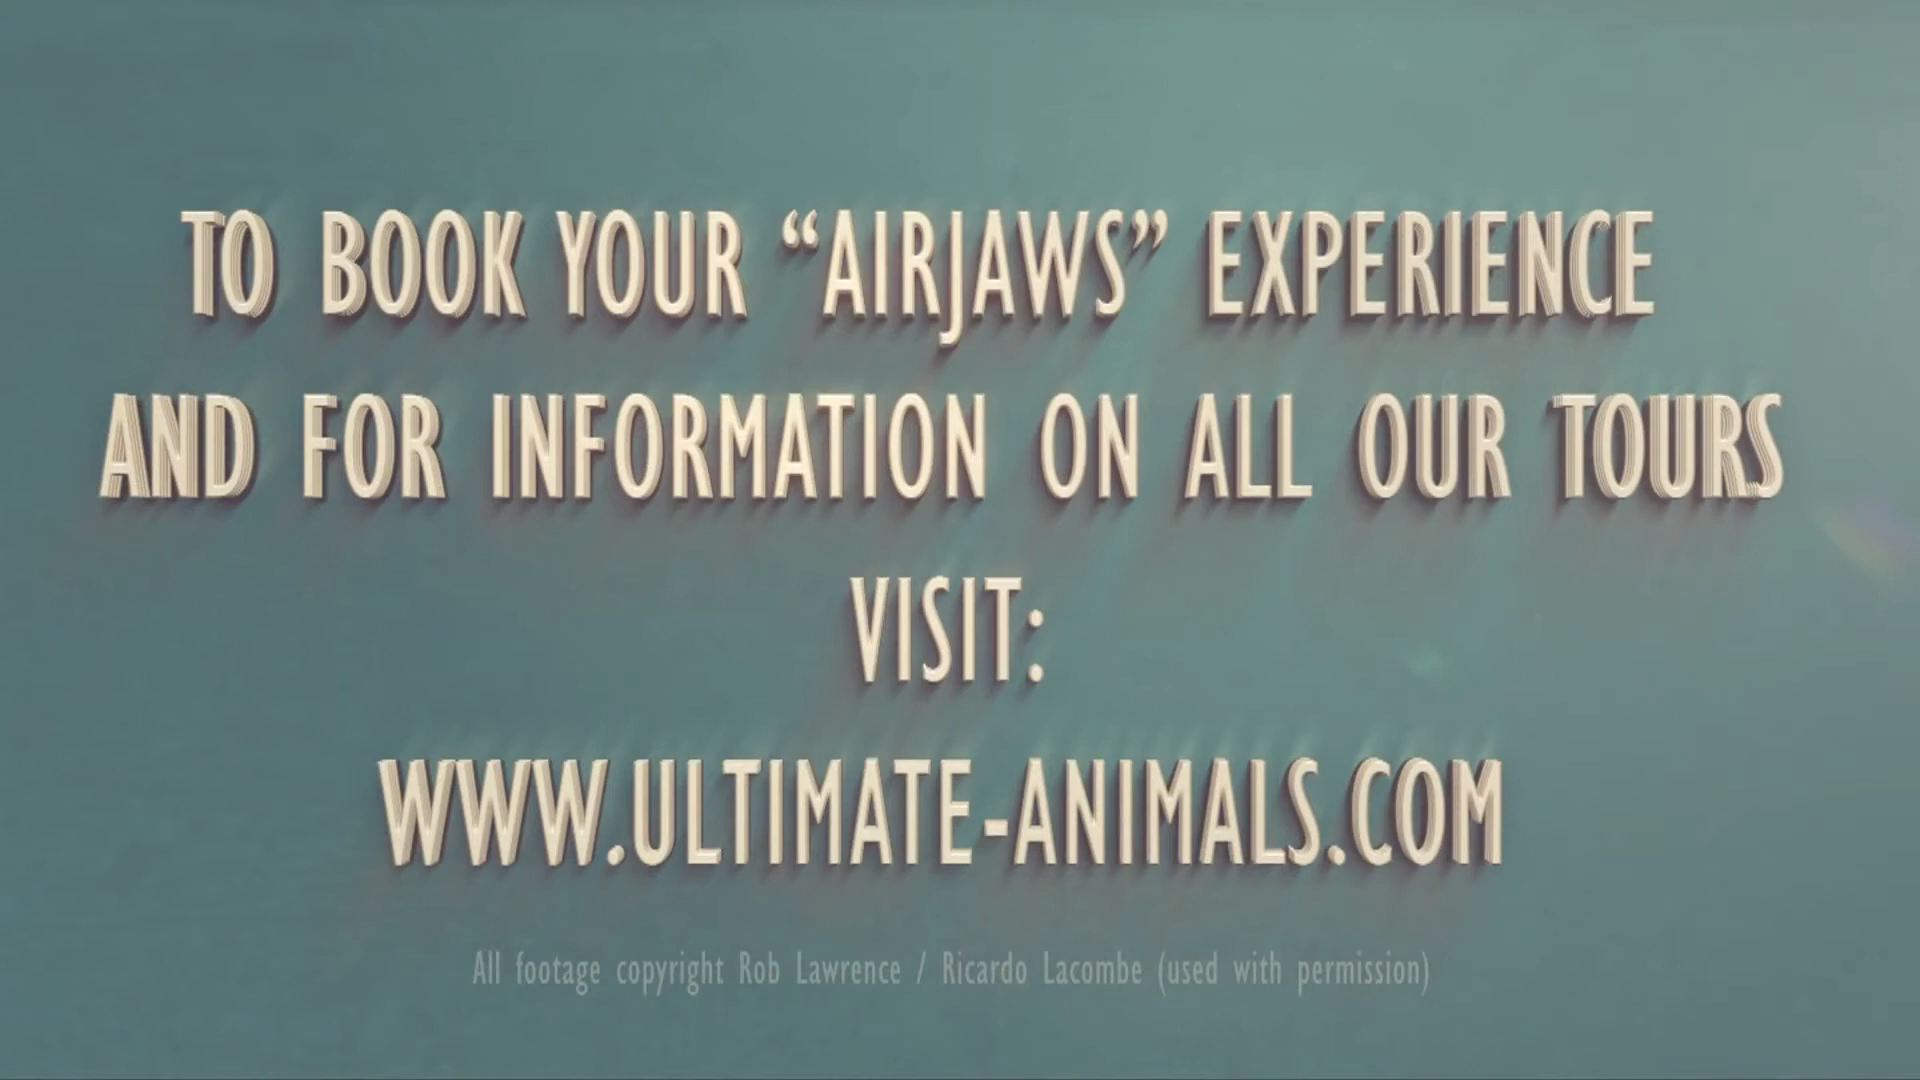 TO BOOK YOUR “AIRJAWS” EXPERIENCE
AND FOR INFORMATION ON ALL OUR TOURS
VISIT:
WWW.ULTIMATE-ANIMALS.COM
All footage copyright Rob Lawrence / Ricardo Lacombe (used with permission)